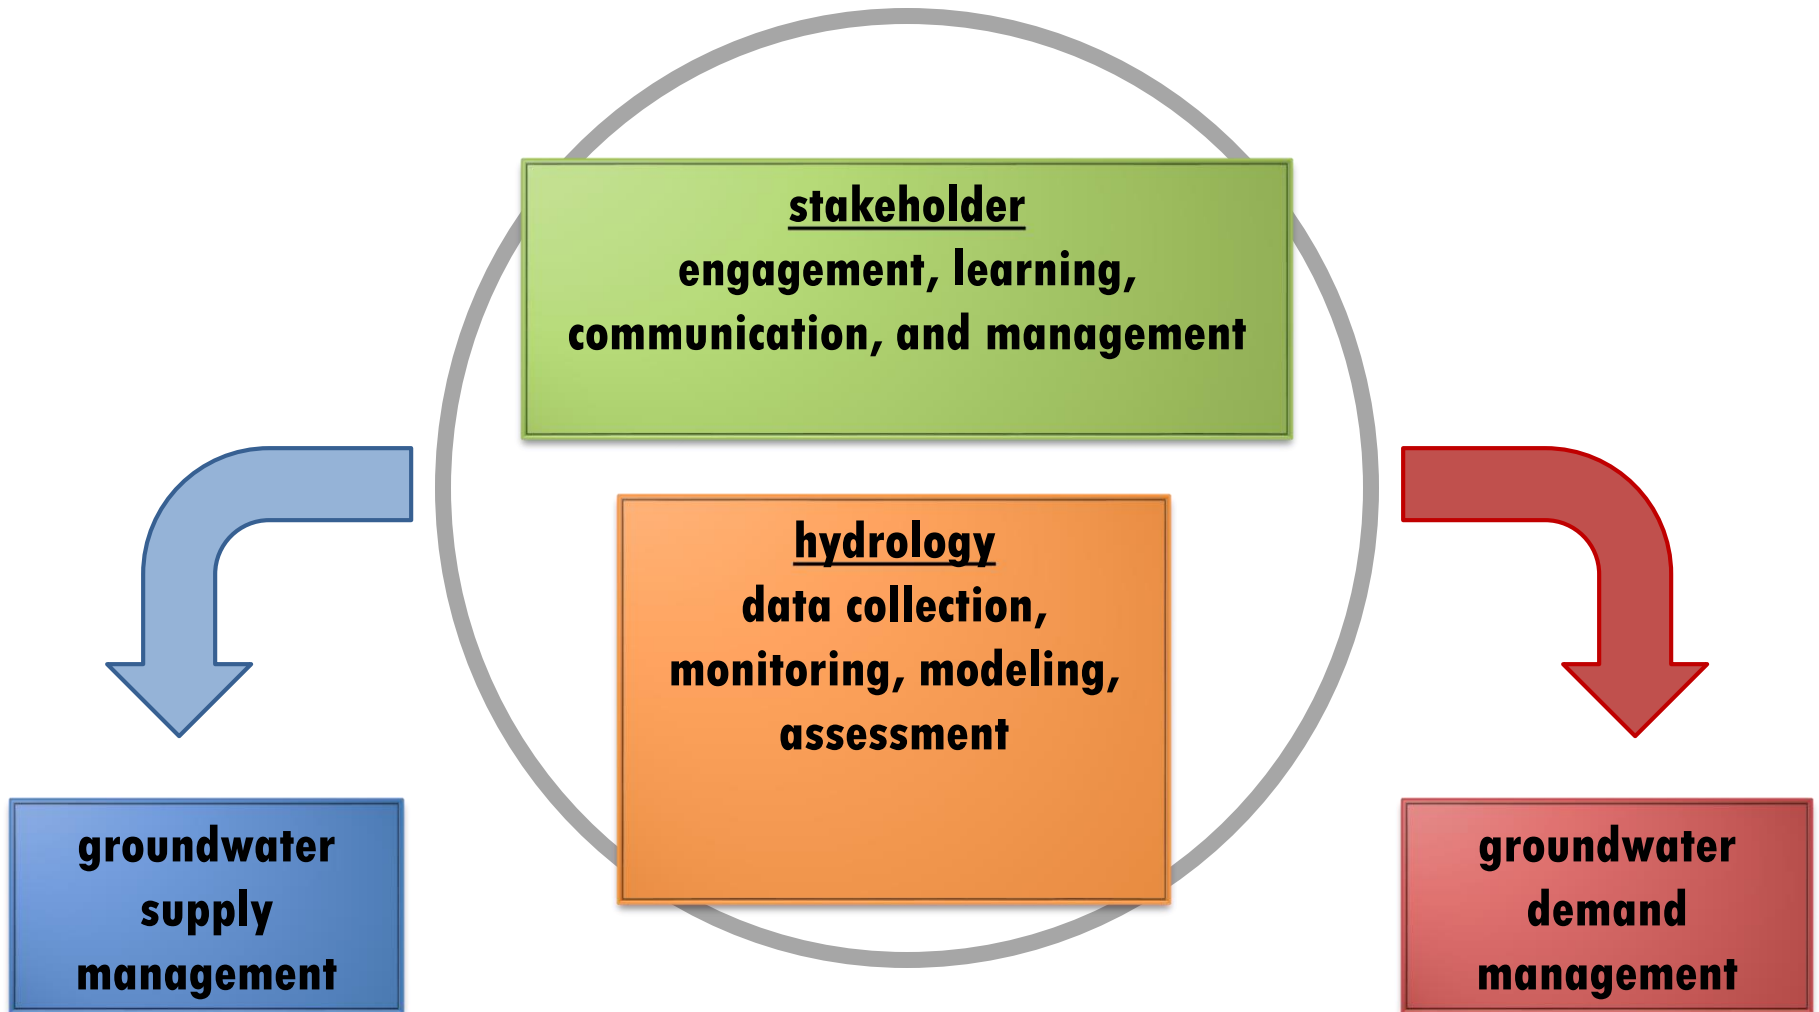 stakeholder
engagement, learning,
communication, and management
hydrology
data collection,
monitoring, modeling,
assessment
groundwater
supply
management
groundwater
demand
management